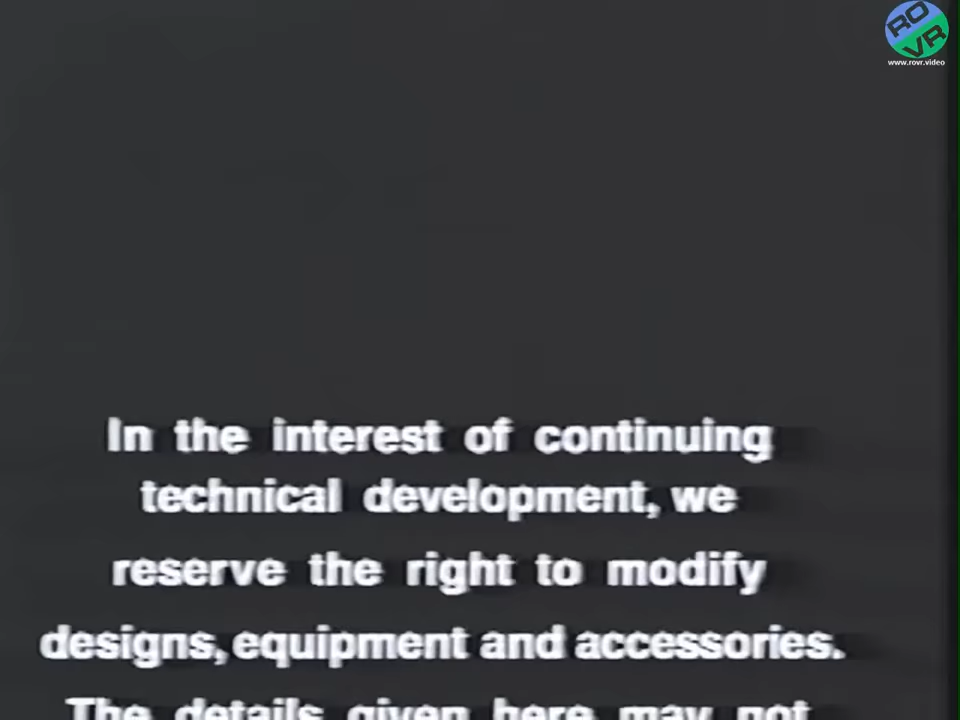 RO
VR
www.rovr.video
In the interest of continuing
technical development, we
reserve the right to modify
designs, equipment and accessories.
The details given here may not